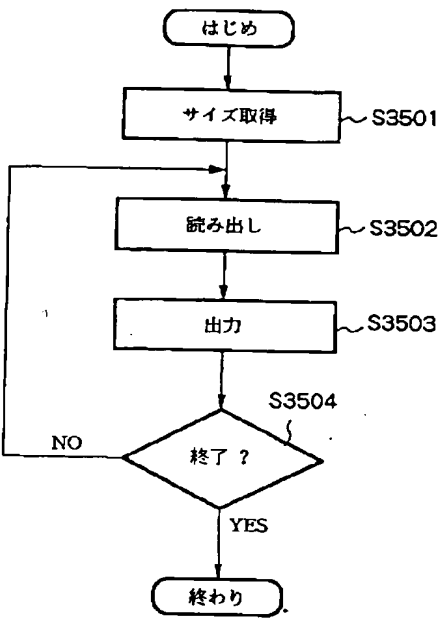 はじめ
サイズ取得
S3501
読み出し
S3502
出力
S3503
S3504
終了 ?
NO
YES
終わり